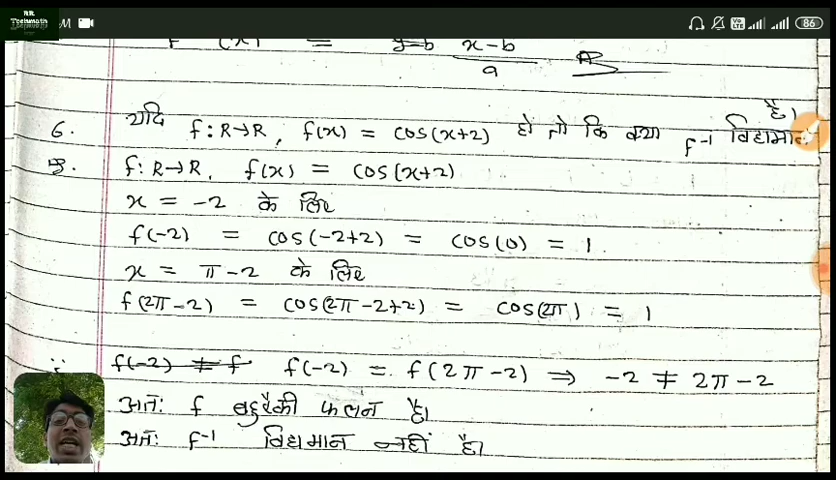 x-b
a
6. यदि f: R→R, f(x) = cos(x+2) हो तो कि क्या f-1 विद्यमान है।
f: R→R, f(x) = cos(x+2)
x = -2 के लिए
f(-2) = cos(-2+2) = cos(0) = 1.
x = π-2 के लिए
f(2π-2) = cos(2π-2+2) = cos(2π) = 1
∵ f(-2) ≠ f f(-2) = f(2π-2) ⇒ -2 ≠ 2π-2
अतः f बहुएैकी फलन है।
अतः f-1 विद्यमान नहीं है।
86